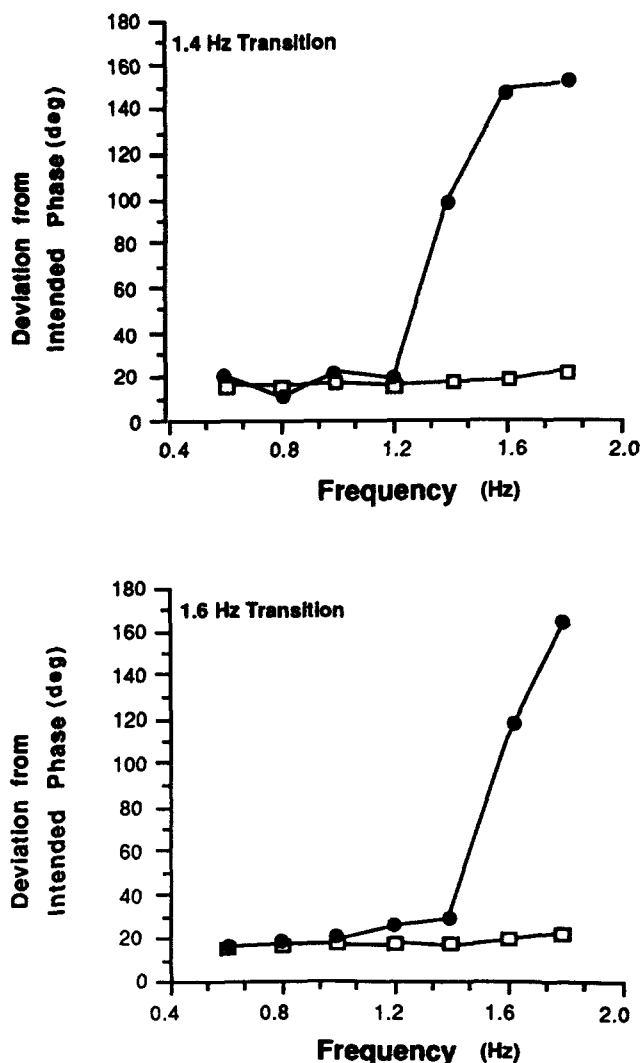 1.4 Hz Transition
Deviation from
Intended Phase (deg)
180
160
140
120
100
80
60
40
20
0
0.4 0.8 1.2 1.6 2.0
Frequency (Hz)
1.6 Hz Transition
Deviation from
Intended Phase (deg)
180
160
140
120
100
80
60
40
20
0
0.4 0.8 1.2 1.6 2.0
Frequency (Hz)